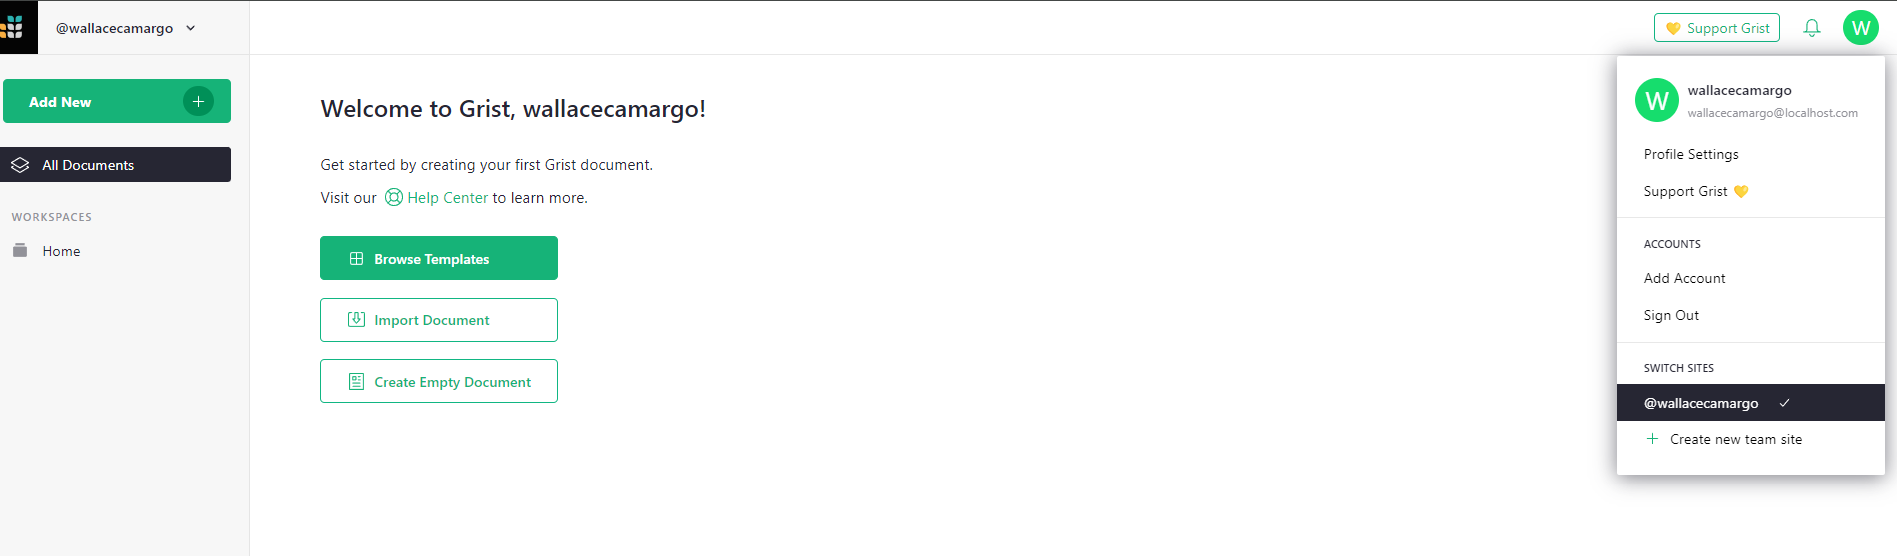 @wallacecamargo
Support Grist
W
Add New
All Documents
WORKSPACES
Home
Welcome to Grist, wallacecamargo!
Get started by creating your first Grist document.
Visit our Help Center to learn more.
Browse Templates
Import Document
Create Empty Document
W
wallacecamargo
wallacecamargo@localhost.com
Profile Settings
Support Grist
ACCOUNTS
Add Account
Sign Out
SWITCH SITES
@wallacecamargo
Create new team site